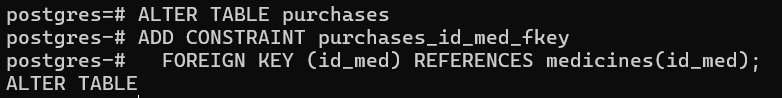 postgres=# ALTER TABLE purchases
postgres-# ADD CONSTRAINT purchases_id_med_fkey
postgres-#   FOREIGN KEY (id_med) REFERENCES medicines(id_med);
ALTER TABLE